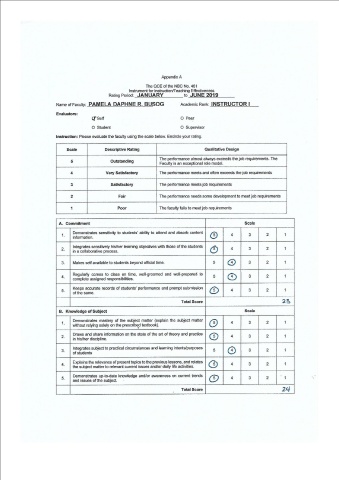 Appendix A
The QCE of the NBC No. 461
Instrument for Instruction/Teaching Effectiveness
Rating Period: JANUARY to JUNE 2019
Name of Faculty: PAMELA DAPHNE R. BUSOG Academic Rank: INSTRUCTOR I
Evaluators:
Self Peer
Student Supervisor
Instruction: Please evaluate the faculty using the scale below. Encircle your rating.
Scale Descriptive Rating Qualitative Design
5 Outstanding The performance almost always exceeds the job requirements. The
Faculty is an exceptional role model.
4 Very Satisfactory The performance meets and often exceeds the job requirements
3 Satisfactory The performance meets job requirements
2 Fair The performance needs some development to meet job requirements
1 Poor The faculty fails to meet job requirements
A. Commitment Scale
1. Demonstrates sensitivity to students' ability to attend and absorb content
information. 5 4 3 2 1
2. Integrates sensitively his/her learning objectives with those of the students
in a collaborative process. 5 4 3 2 1
3. Makes self-available to students beyond official time. 5 4 3 2 1
4. Regularly comes to class on time, well-groomed and well-prepared to
complete assigned responsibilities. 5 4 3 2 1
5. Keeps accurate records of students' performance and prompt submission
of the same. 5 4 3 2 1
Total Score 23
B. Knowledge of Subject Scale
1. Demonstrates mastery of the subject matter (explain the subject matter
without relying solely on the prescribed textbook). 5 4 3 2 1
2. Draws and share information on the state of the art of theory and practice
in his/her discipline. 5 4 3 2 1
3. Integrates subject to practical circumstances and learning intents/purposes
of students 5 4 3 2 1
4. Explains the relevance of present topics to the previous lessons, and relates
the subject matter to relevant current issues and/or daily life activities. 5 4 3 2 1
5. Demonstrates up-to-date knowledge and/or awareness on current trends
and issues of the subject. 5 4 3 2 1
Total Score 24